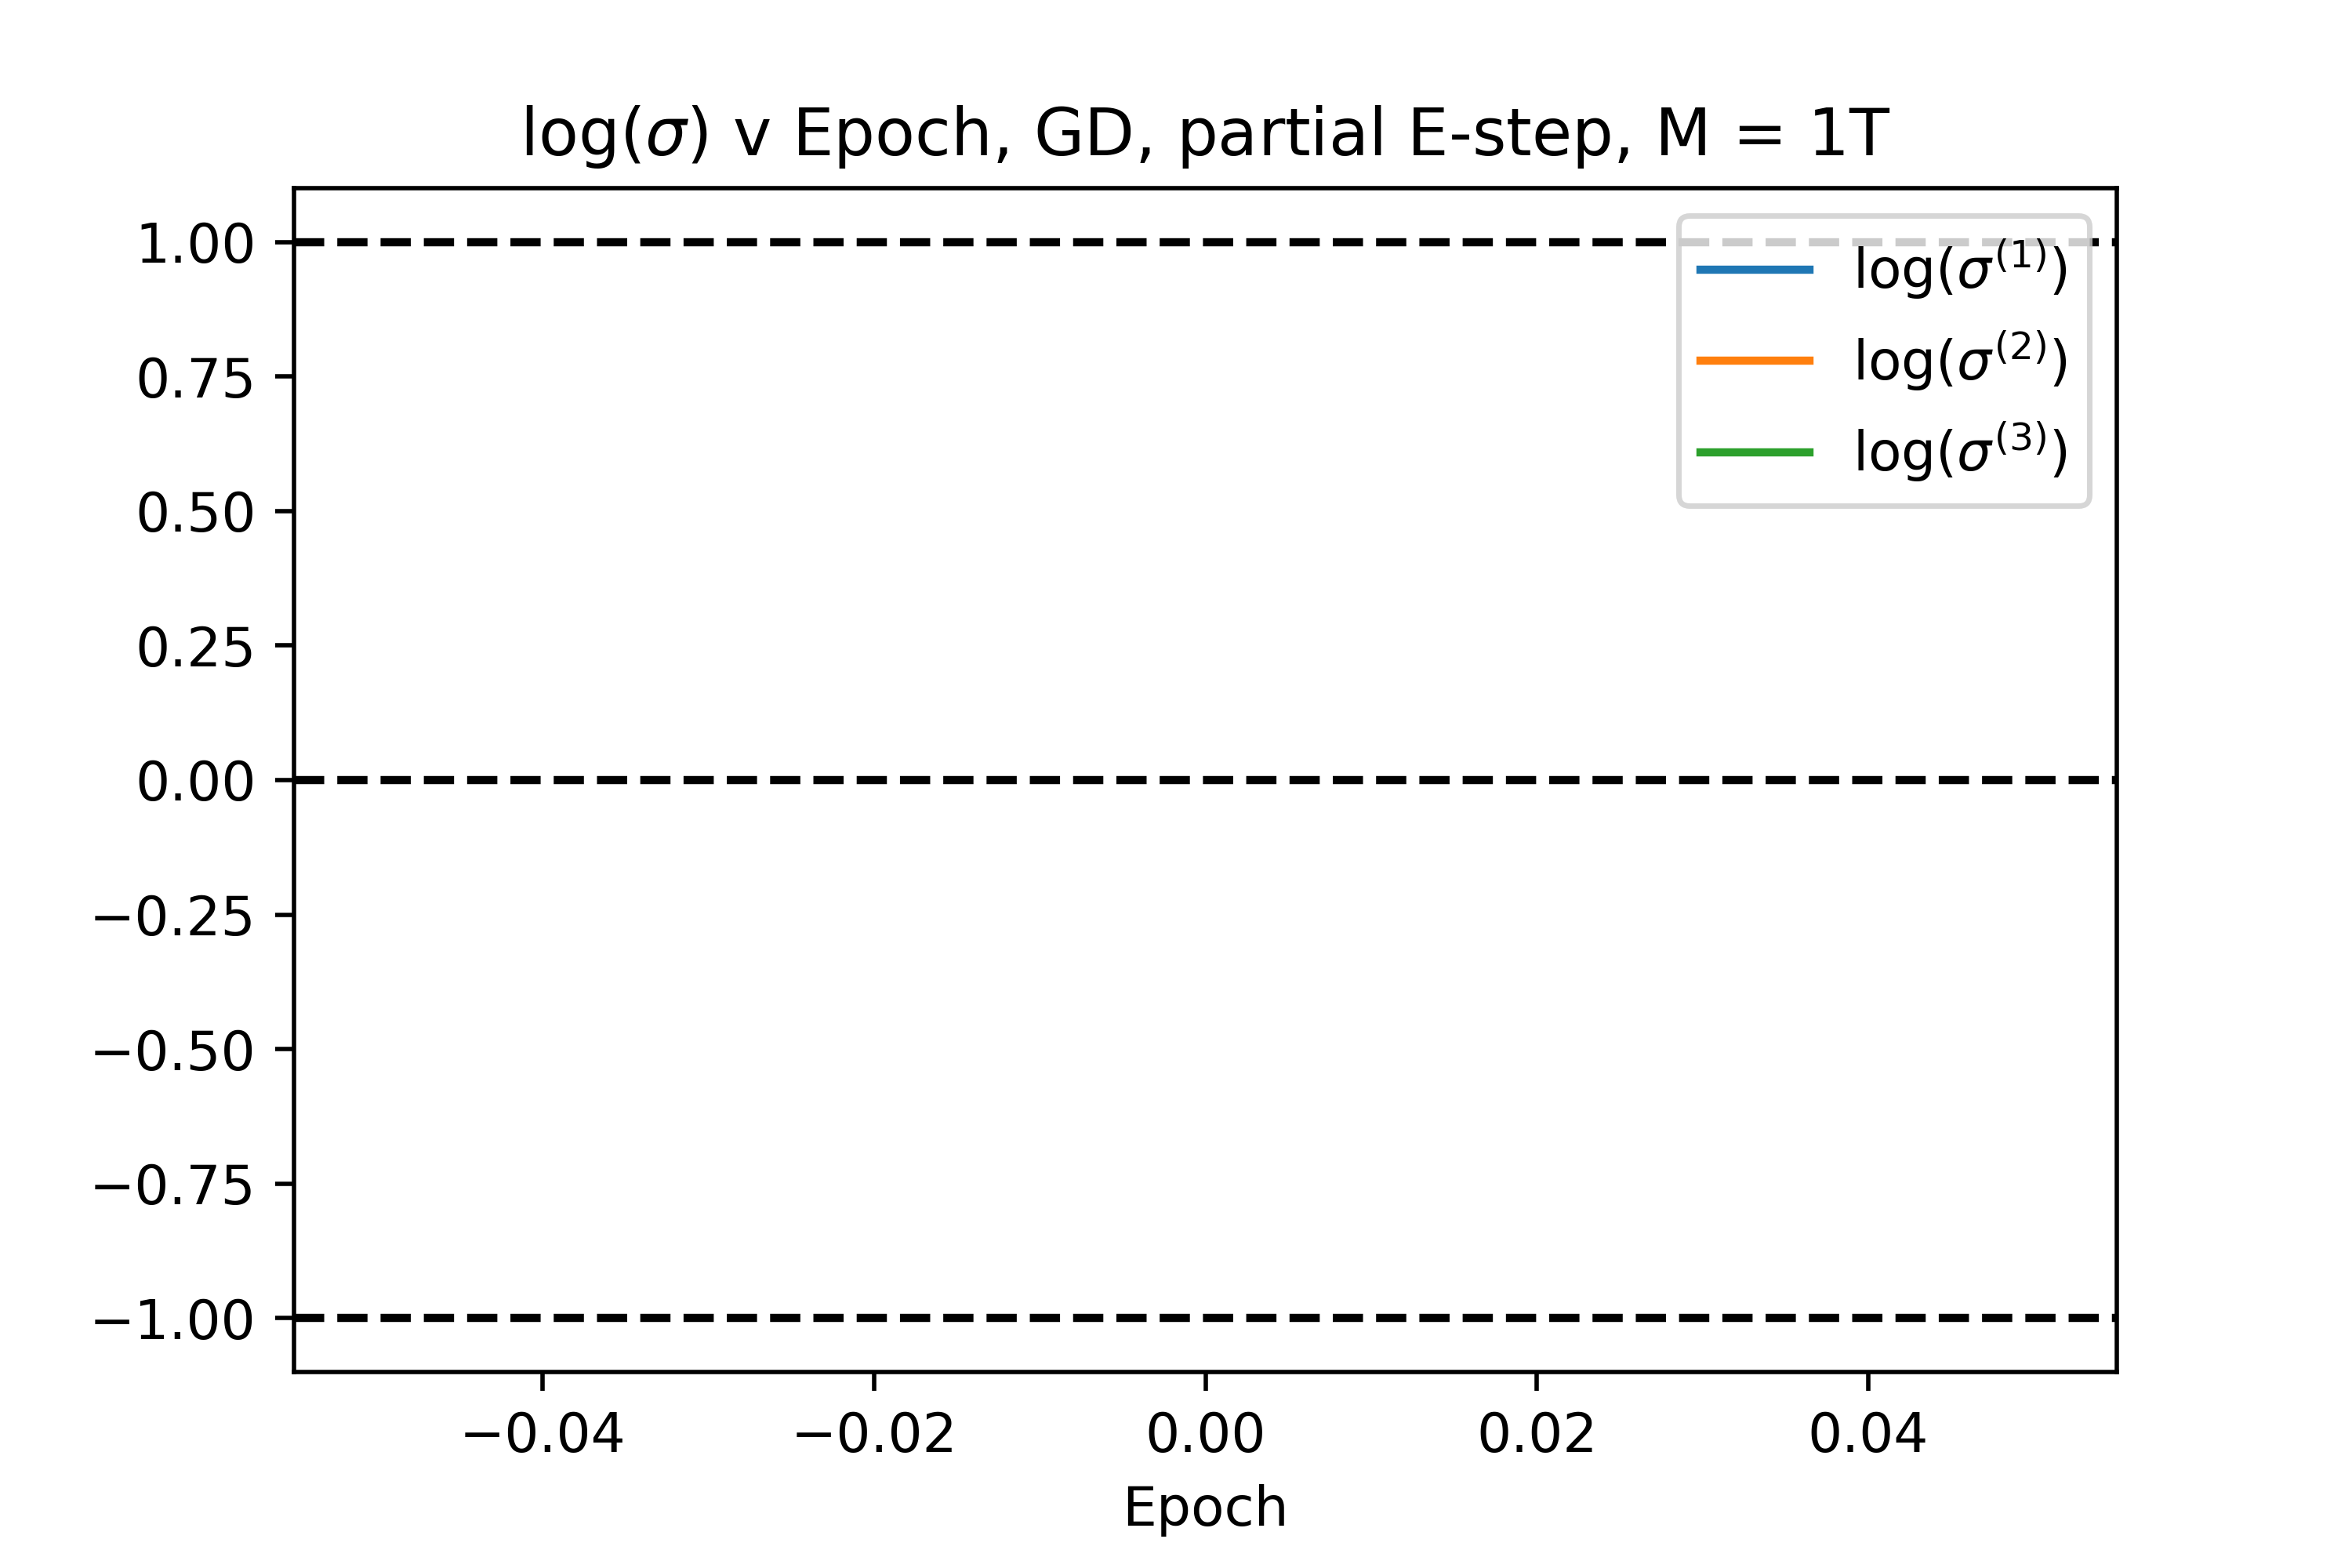 log(σ) v Epoch, GD, partial E-step, M = 1T
1.00
0.75
0.50
0.25
0.00
−0.25
−0.50
−0.75
−1.00
log(σ⁽¹⁾)
log(σ⁽²⁾)
log(σ⁽³⁾)
−0.04 −0.02 0.00 0.02 0.04
Epoch